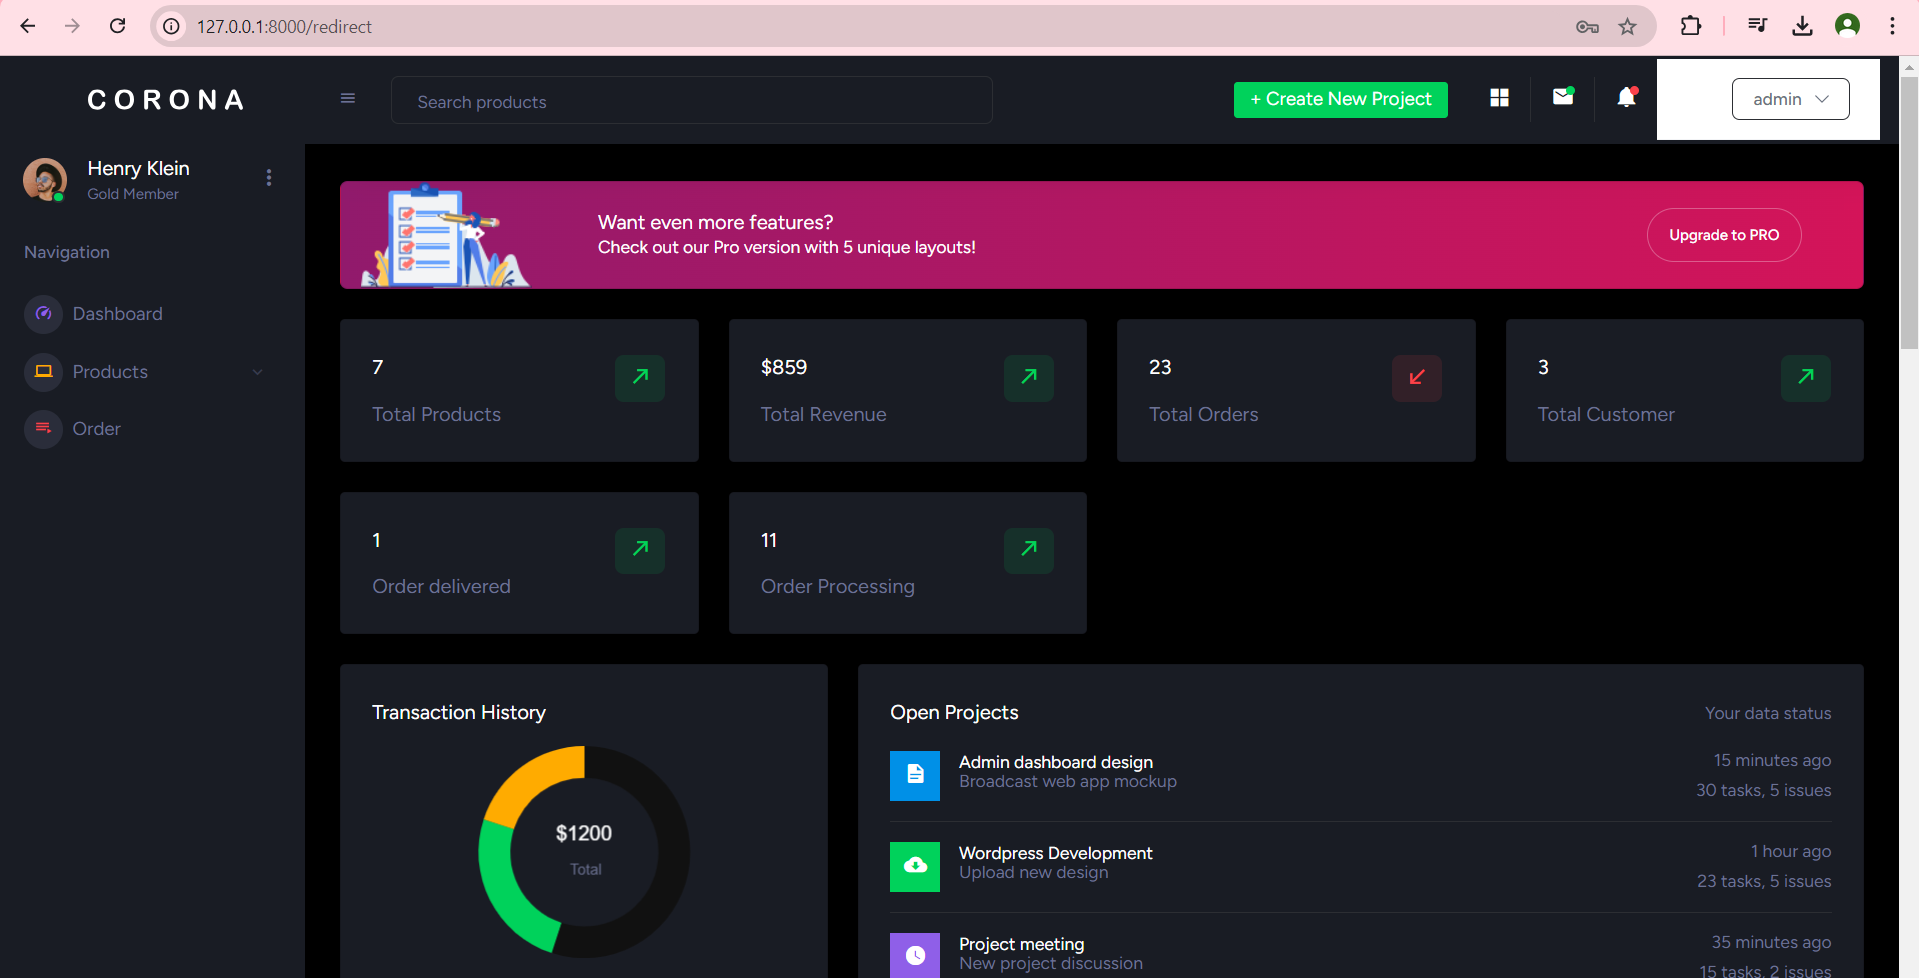 127.0.0.1:8000/redirect
CORONA
Search products
+ Create New Project
admin
Henry Klein
Gold Member
Navigation
Dashboard
Products
Order
Want even more features?
Check out our Pro version with 5 unique layouts!
Upgrade to PRO
7
Total Products
$859
Total Revenue
23
Total Orders
3
Total Customer
1
Order delivered
11
Order Processing
Transaction History
$1200
Total
Open Projects
Your data status
Admin dashboard design
Broadcast web app mockup
15 minutes ago
30 tasks, 5 issues
Wordpress Development
Upload new design
1 hour ago
23 tasks, 5 issues
Project meeting
New project discussion
35 minutes ago
15 tasks, 2 issues